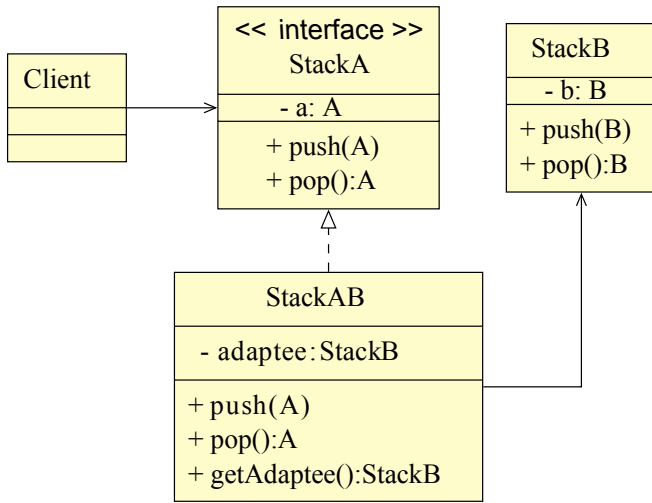 Client
<< interface >>
StackA
- a: A
+ push(A)
+ pop():A
StackB
- b: B
+ push(B)
+ pop():B
StackAB
- adaptee:StackB
+ push(A)
+ pop():A
+ getAdaptee():StackB